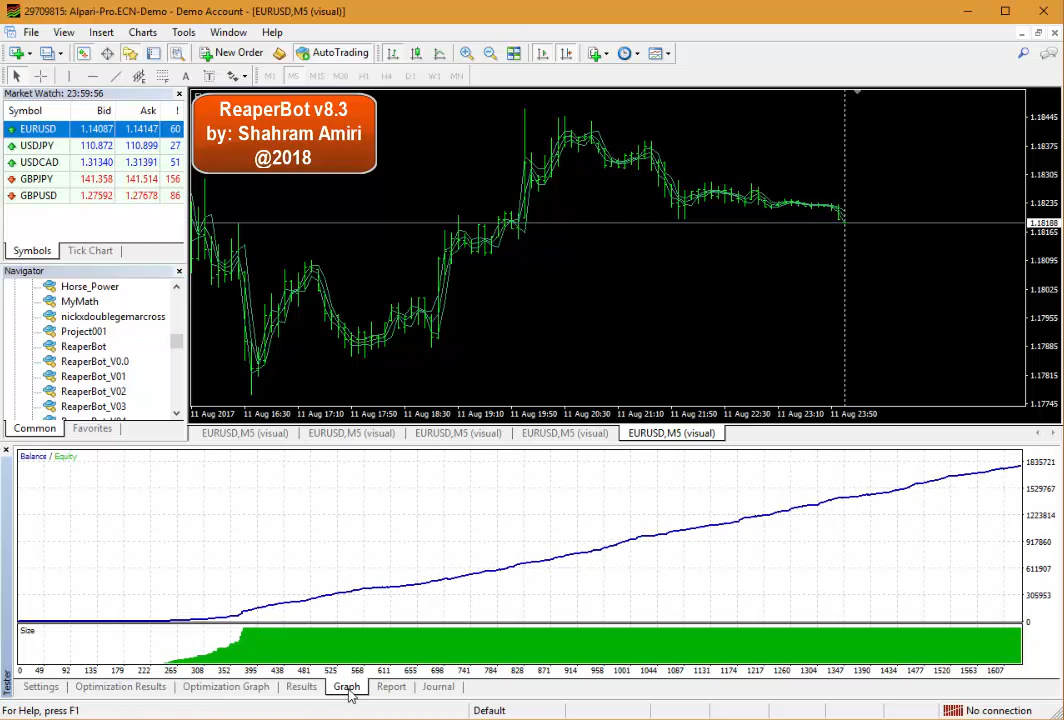 29709815: Alpari-Pro.ECN-Demo - Demo Account - [EURUSD,M5 (visual)]
File View Insert Charts Tools Window Help
New Order AutoTrading
A T M1 M5 M15 M30 H1 H4 D1 W1 MN
Market Watch: 23:59:56
Symbol Bid Ask !
EURUSD 1.14087 1.14147 60
USDJPY 110.872 110.899 27
USDCAD 1.31340 1.31391 51
GBPJPY 141.358 141.514 156
GBPUSD 1.27592 1.27678 86
Symbols Tick Chart
Navigator
Horse_Power
MyMath
nickxdoublegemarcross
Project001
ReaperBot
ReaperBot_V0.0
ReaperBot_V01
ReaperBot_V02
ReaperBot_V03
Common Favorites
ReaperBot v8.3
by: Shahram Amiri
@2018
1.18445
1.18375
1.18305
1.18235
1.18188
1.18165
1.18095
1.18025
1.17955
1.17885
1.17815
1.17745
11 Aug 2017 11 Aug 16:30 11 Aug 17:10 11 Aug 17:50 11 Aug 18:30 11 Aug 19:10 11 Aug 19:50 11 Aug 20:30 11 Aug 21:10 11 Aug 21:50 11 Aug 22:30 11 Aug 23:10 11 Aug 23:50
EURUSD,M5 (visual) EURUSD,M5 (visual) EURUSD,M5 (visual) EURUSD,M5 (visual) EURUSD,M5 (visual)
Balance / Equity
1835721
1529767
1223814
917860
611907
305953
0
Size
0 49 92 135 179 222 265 308 352 395 438 481 525 568 611 655 698 741 784 828 871 914 958 1001 1044 1087 1131 1174 1217 1261 1304 1347 1390 1434 1477 1520 1563 1607
Tester
Settings Optimization Results Optimization Graph Results Graph Report Journal
For Help, press F1 Default No connection